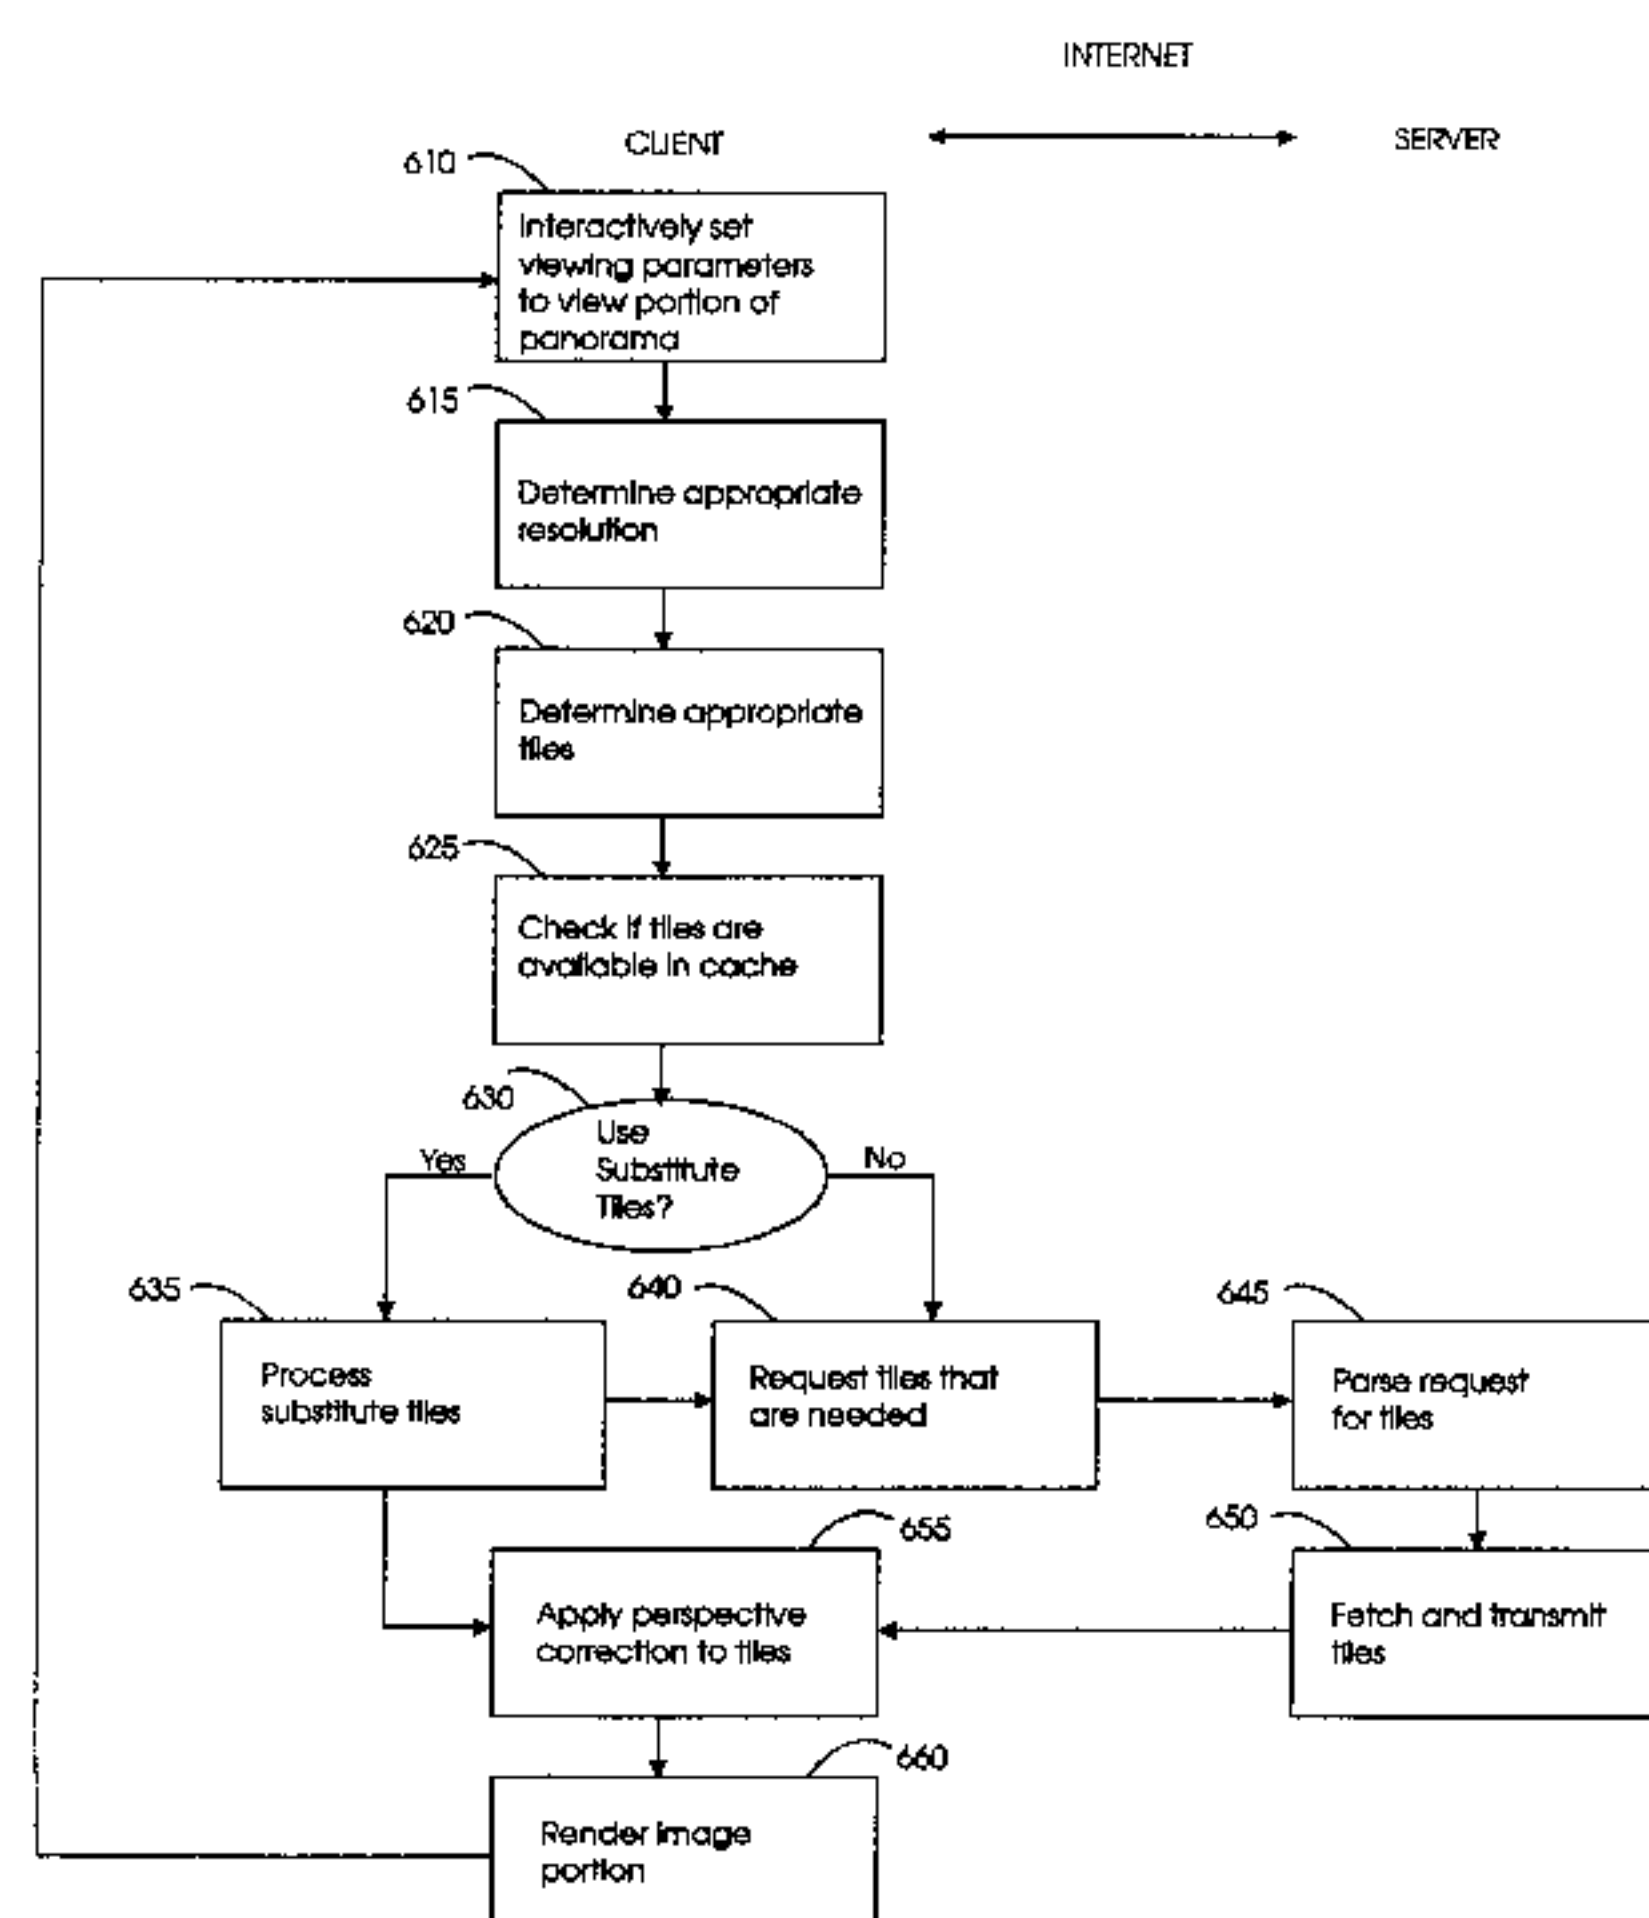 INTERNET
CLIENT
SERVER
610
Interactively set
viewing parameters
to view portion of
panorama
615
Determine appropriate
resolution
620
Determine appropriate
tiles
625
Check if tiles are
available in cache
630
Use
Substitute
Tiles?
Yes
No
635
Process
substitute tiles
640
Request tiles that
are needed
645
Parse request
for tiles
650
Fetch and transmit
tiles
655
Apply perspective
correction to tiles
660
Render image
portion